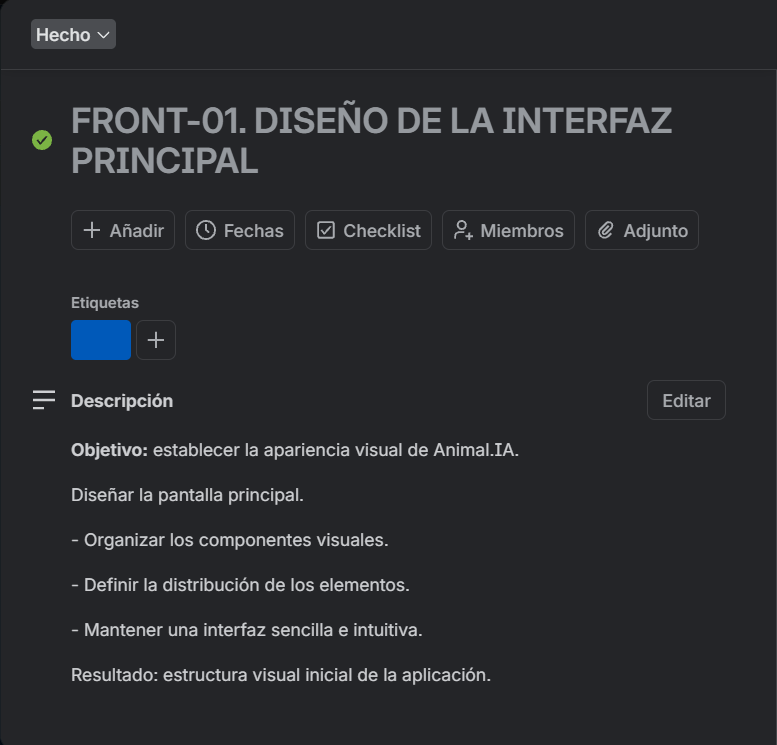 Hecho
FRONT-01. DISEÑO DE LA INTERFAZ
PRINCIPAL
Añadir Fechas Checklist Miembros Adjunto
Etiquetas
Descripción Editar
Objetivo: establecer la apariencia visual de Animal.IA.
Diseñar la pantalla principal.
- Organizar los componentes visuales.
- Definir la distribución de los elementos.
- Mantener una interfaz sencilla e intuitiva.
Resultado: estructura visual inicial de la aplicación.